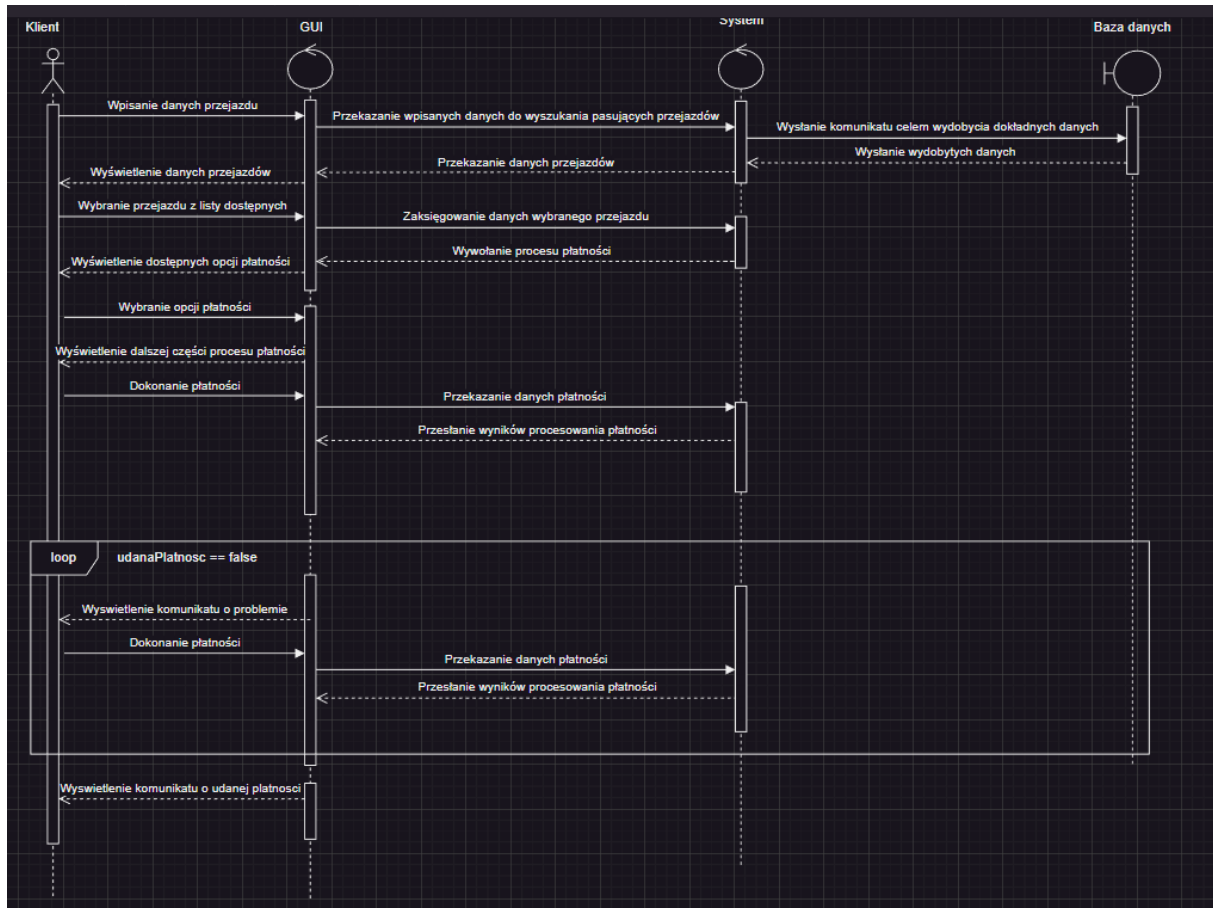 Klient
GUI
System
Baza danych
Wpisanie danych przejazdu
Przekazanie wpisanych danych do wyszukania pasujących przejazdów
Wysłanie komunikatu celem wydobycia dokładnych danych
Wysłanie wydobytych danych
Przekazanie danych przejazdów
Wyświetlenie danych przejazdów
Wybranie przejazdu z listy dostępnych
Zaksięgowanie danych wybranego przejazdu
Wywołanie procesu płatności
Wyświetlenie dostępnych opcji płatności
Wybranie opcji płatności
Wyświetlenie dalszej części procesu płatności
Dokonanie płatności
Przekazanie danych płatności
Przesłanie wyników procesowania płatności
loop
udanaPlatnosc == false
Wyswietlenie komunikatu o problemie
Dokonanie płatności
Przekazanie danych płatności
Przesłanie wyników procesowania płatności
Wyswietlenie komunikatu o udanej platnosci